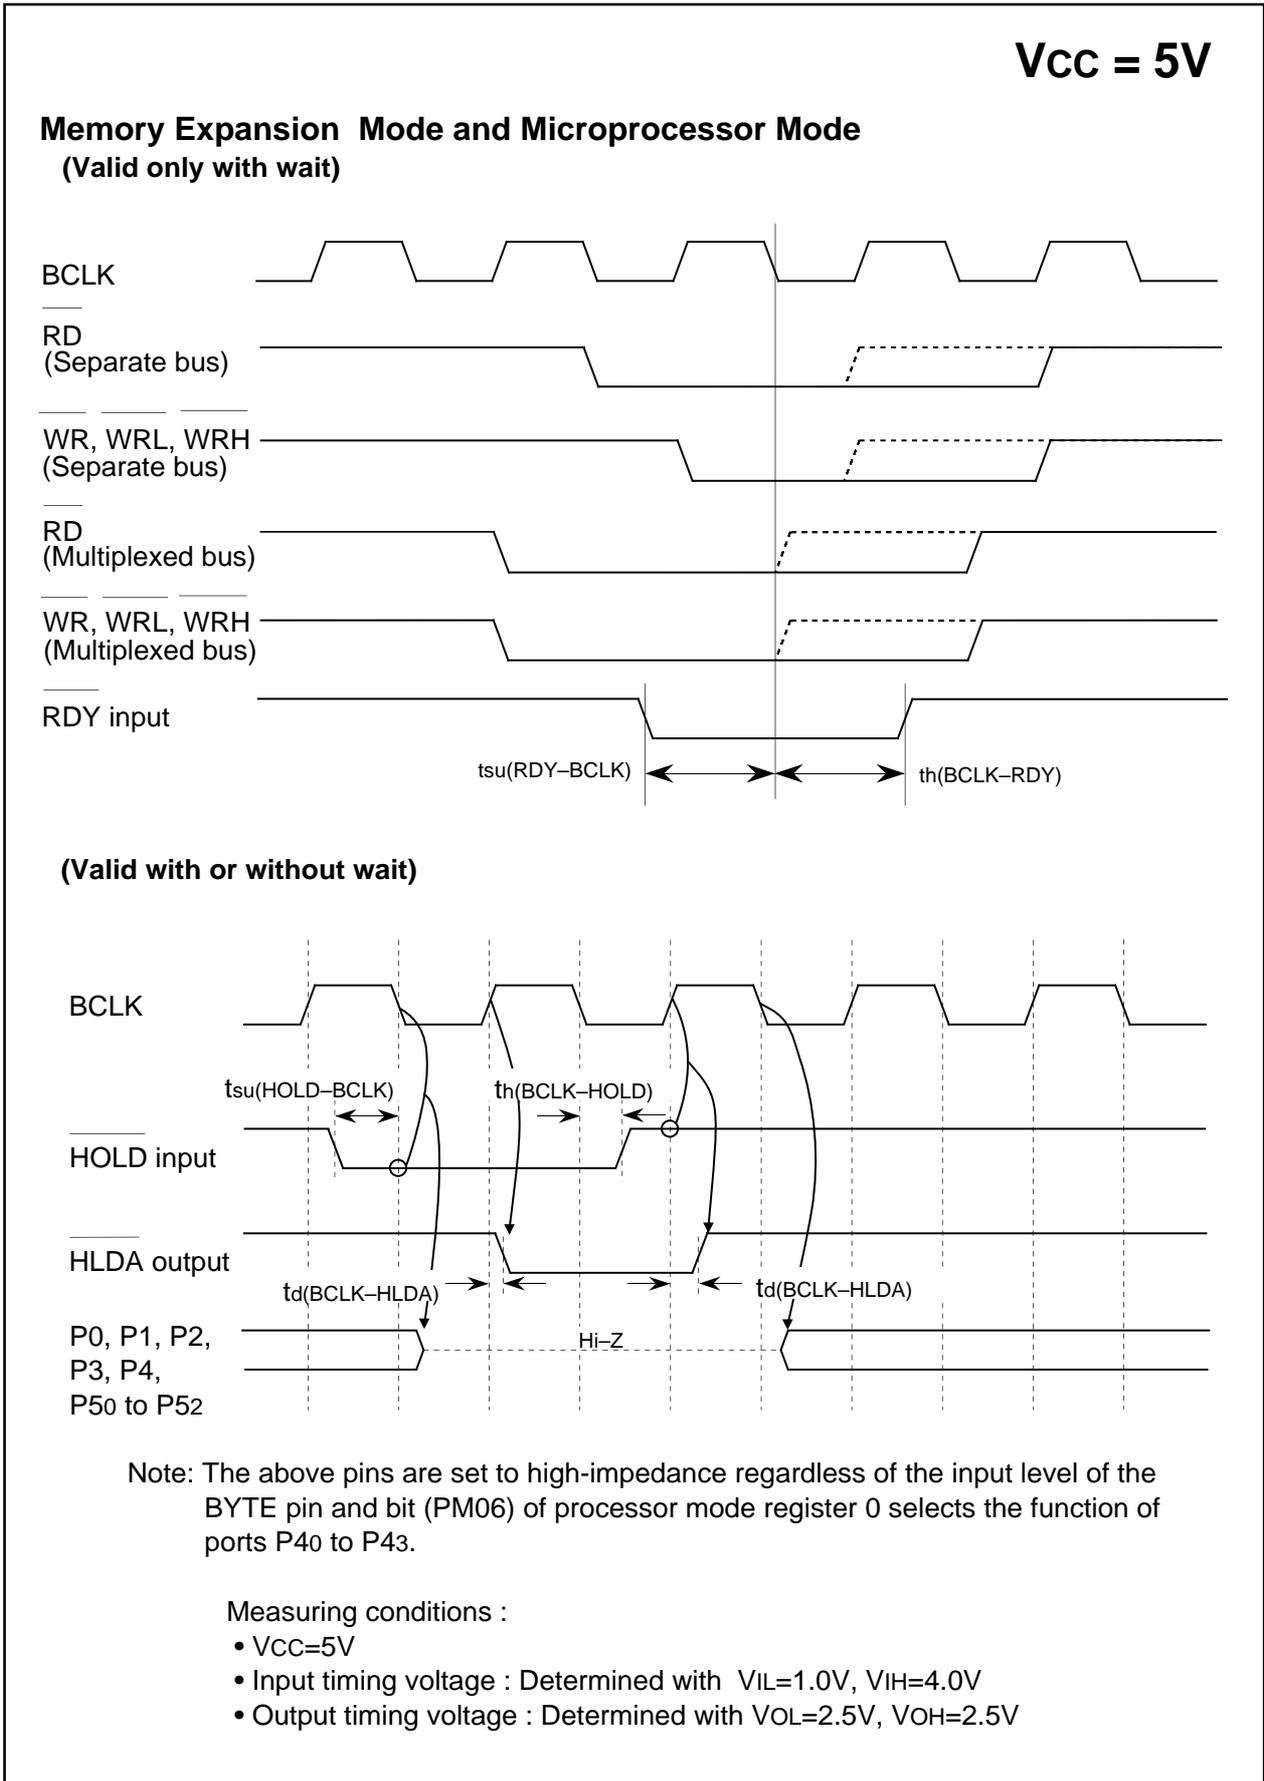 VCC = 5V
Memory Expansion Mode and Microprocessor Mode
(Valid only with wait)
BCLK
RD
(Separate bus)
WR, WRL, WRH
(Separate bus)
RD
(Multiplexed bus)
WR, WRL, WRH
(Multiplexed bus)
RDY input
tsu(RDY–BCLK)
th(BCLK–RDY)
(Valid with or without wait)
BCLK
tsu(HOLD–BCLK)
th(BCLK–HOLD)
HOLD input
HLDA output
td(BCLK–HLDA)
td(BCLK–HLDA)
P0, P1, P2,
P3, P4,
P50 to P52
Hi–Z
Note: The above pins are set to high-impedance regardless of the input level of the
BYTE pin and bit (PM06) of processor mode register 0 selects the function of
ports P40 to P43.
Measuring conditions :
• VCC=5V
• Input timing voltage : Determined with VIL=1.0V, VIH=4.0V
• Output timing voltage : Determined with VOL=2.5V, VOH=2.5V